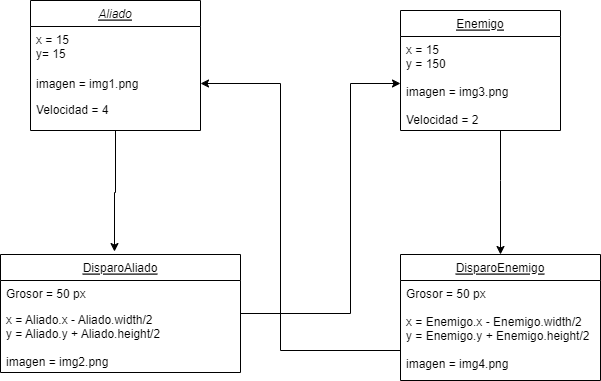 Aliado
x = 15
y= 15
imagen = img1.png
Velocidad = 4
Enemigo
x = 15
y = 150
imagen = img3.png
Velocidad = 2
DisparoAliado
Grosor = 50 px
x = Aliado.x - Aliado.width/2
y = Aliado.y + Aliado.height/2
imagen = img2.png
DisparoEnemigo
Grosor = 50 px
x = Enemigo.x - Enemigo.width/2
y = Enemigo.y + Enemigo.height/2
imagen = img4.png